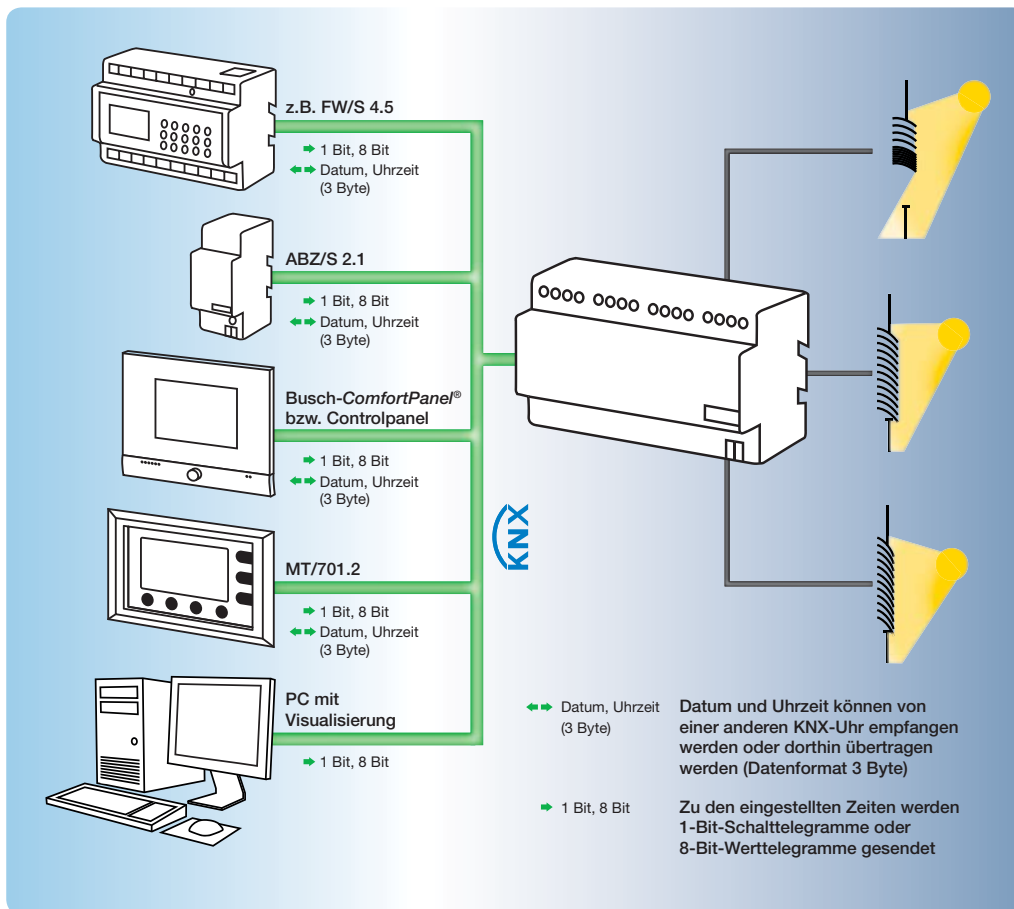 z.B. FW/S 4.5
1 Bit, 8 Bit
Datum, Uhrzeit
(3 Byte)
ABZ/S 2.1
1 Bit, 8 Bit
Datum, Uhrzeit
(3 Byte)
Busch-ComfortPanel®
bzw. Controlpanel
1 Bit, 8 Bit
Datum, Uhrzeit
(3 Byte)
KNX
MT/701.2
1 Bit, 8 Bit
Datum, Uhrzeit
(3 Byte)
PC mit
Visualisierung
1 Bit, 8 Bit
Datum, Uhrzeit
(3 Byte)
Datum und Uhrzeit können von
einer anderen KNX-Uhr empfangen
werden oder dorthin übertragen
werden (Datenformat 3 Byte)
1 Bit, 8 Bit
Zu den eingestellten Zeiten werden
1-Bit-Schalttelegramme oder
8-Bit-Werttelegramme gesendet